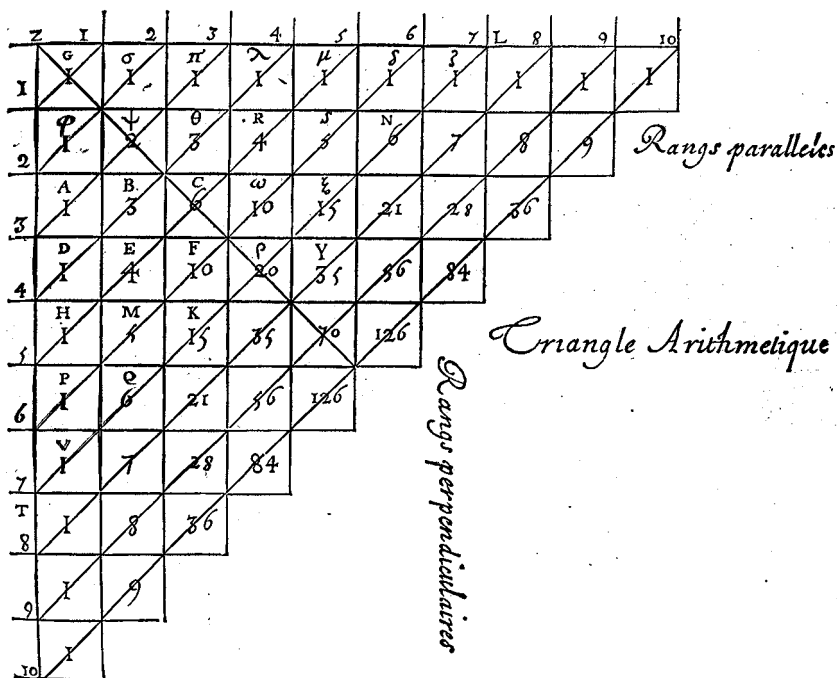 Z 1 2 3 4 5 6 7 L 8 9 10
G σ π λ μ δ ζ
1 1 1 1 1 1 1 1 1 1 1
φ ψ θ R S N
2 1 2 3 4 5 6 7 8 9 Rangs paralleles
A B C ω ξ
3 1 3 6 10 15 21 28 36
D E F ρ Y
4 1 4 10 20 35 56 84
H M K
5 1 5 15 35 70 126 Triangle Arithmetique
P Q
6 1 6 21 56 126
V
7 1 7 28 84
T
8 1 8 36
9 1 9
10 1
Rangs perpendiculaires